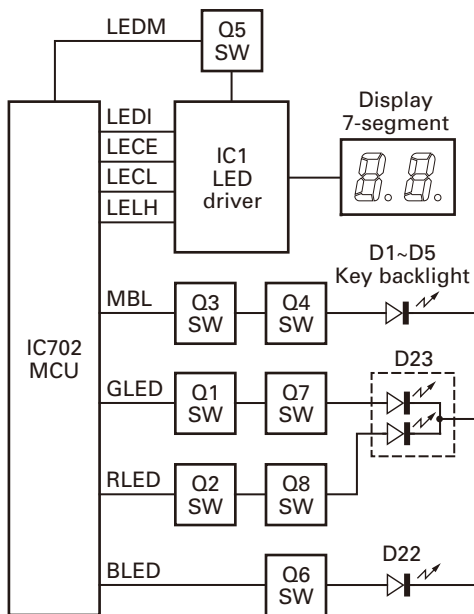 LEDM
Q5
SW
LEDI
LECE
LECL
LELH
IC1
LED
driver
Display
7-segment
8.8.
D1~D5
Key backlight
MBL
Q3
SW
Q4
SW
IC702
MCU
D23
GLED
Q1
SW
Q7
SW
RLED
Q2
SW
Q8
SW
D22
BLED
Q6
SW